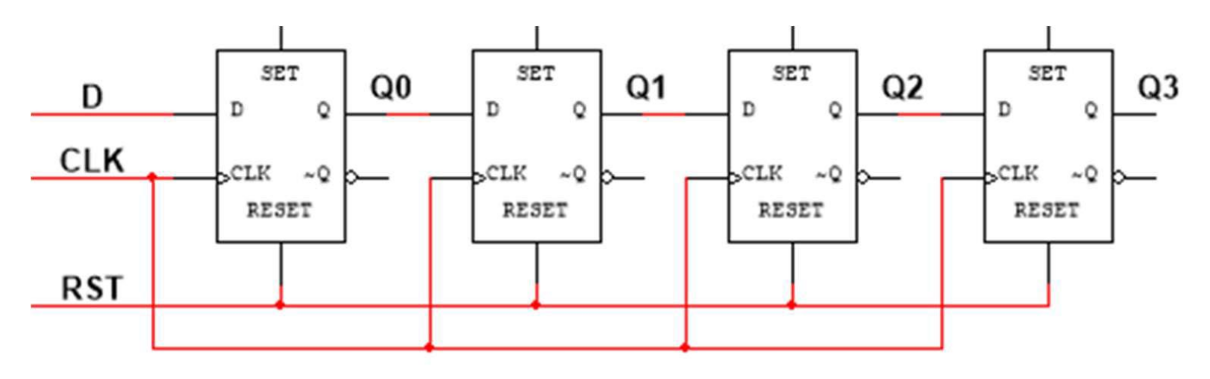 SET SET SET SET
D Q0 Q1 Q2 Q3
D Q D Q D Q D Q
CLK
CLK ~Q CLK ~Q CLK ~Q CLK ~Q
RESET RESET RESET RESET
RST